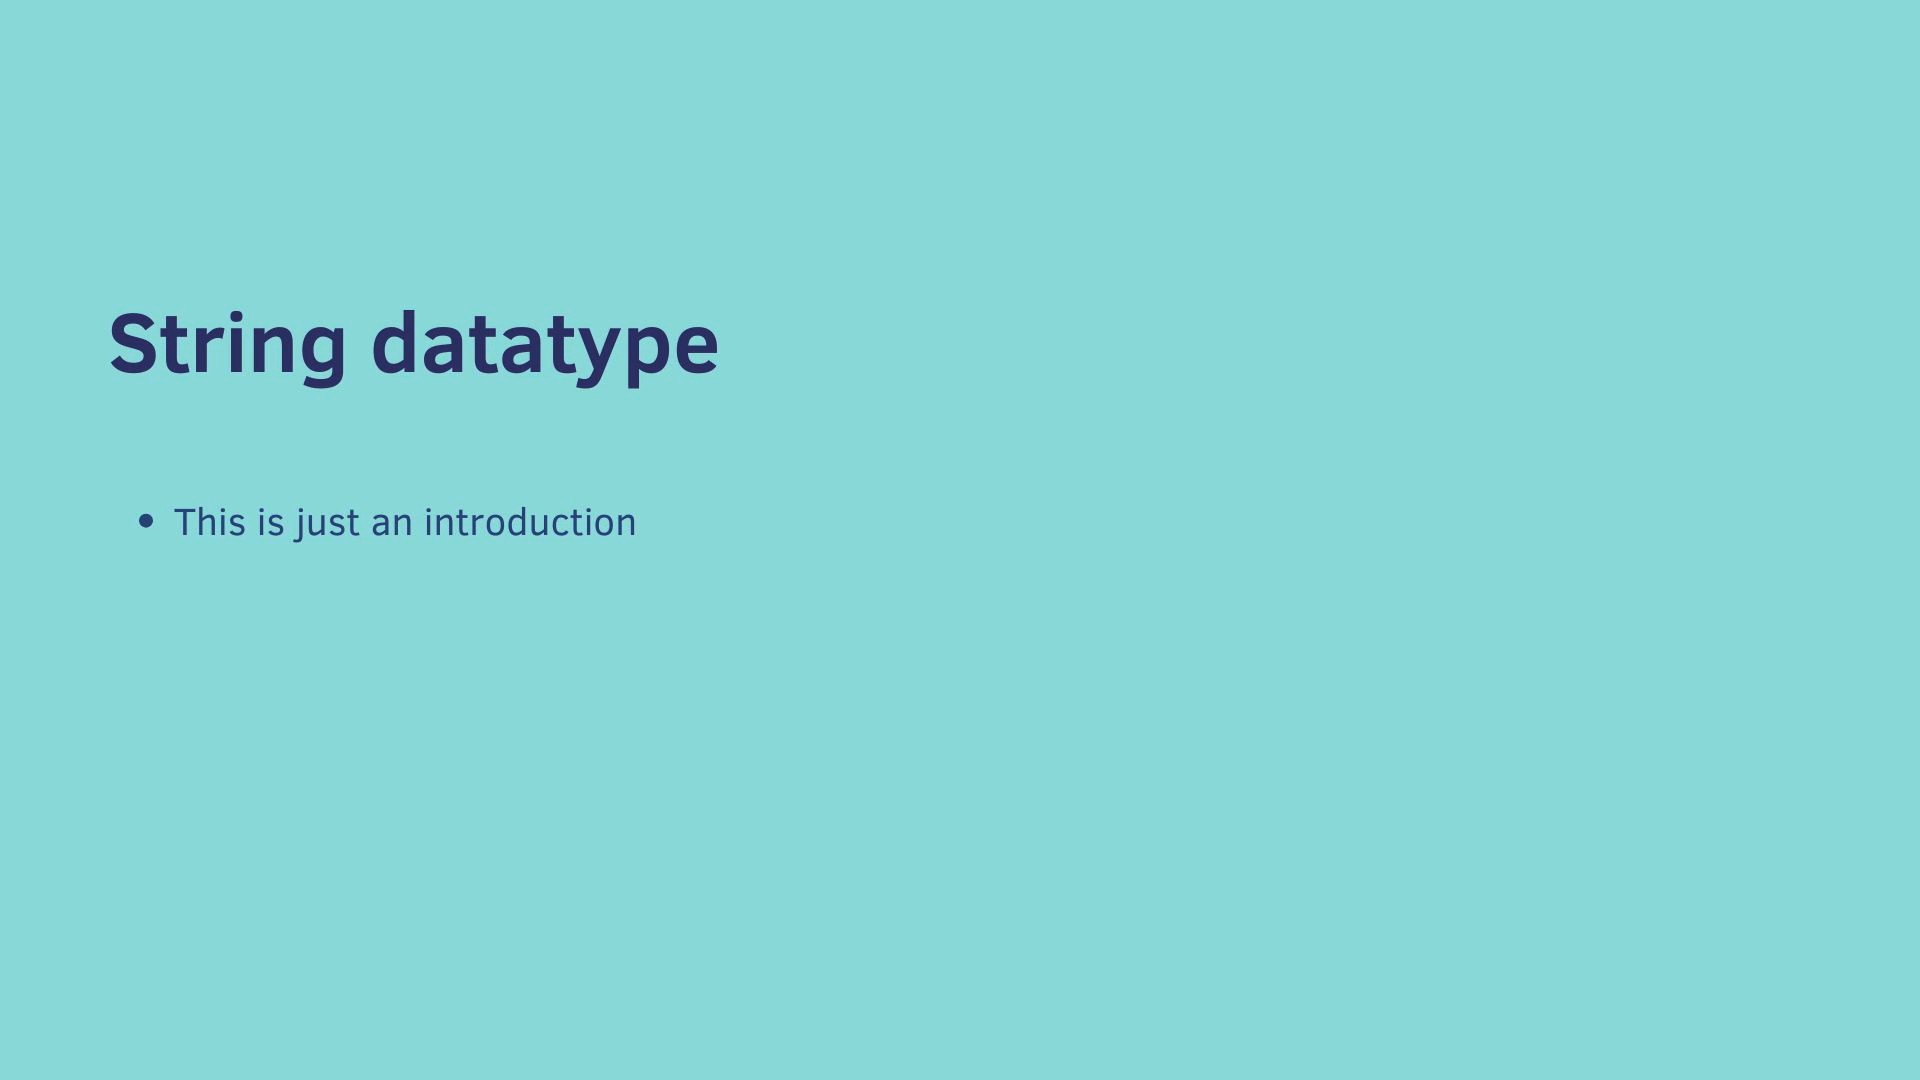 String datatype
• This is just an introduction